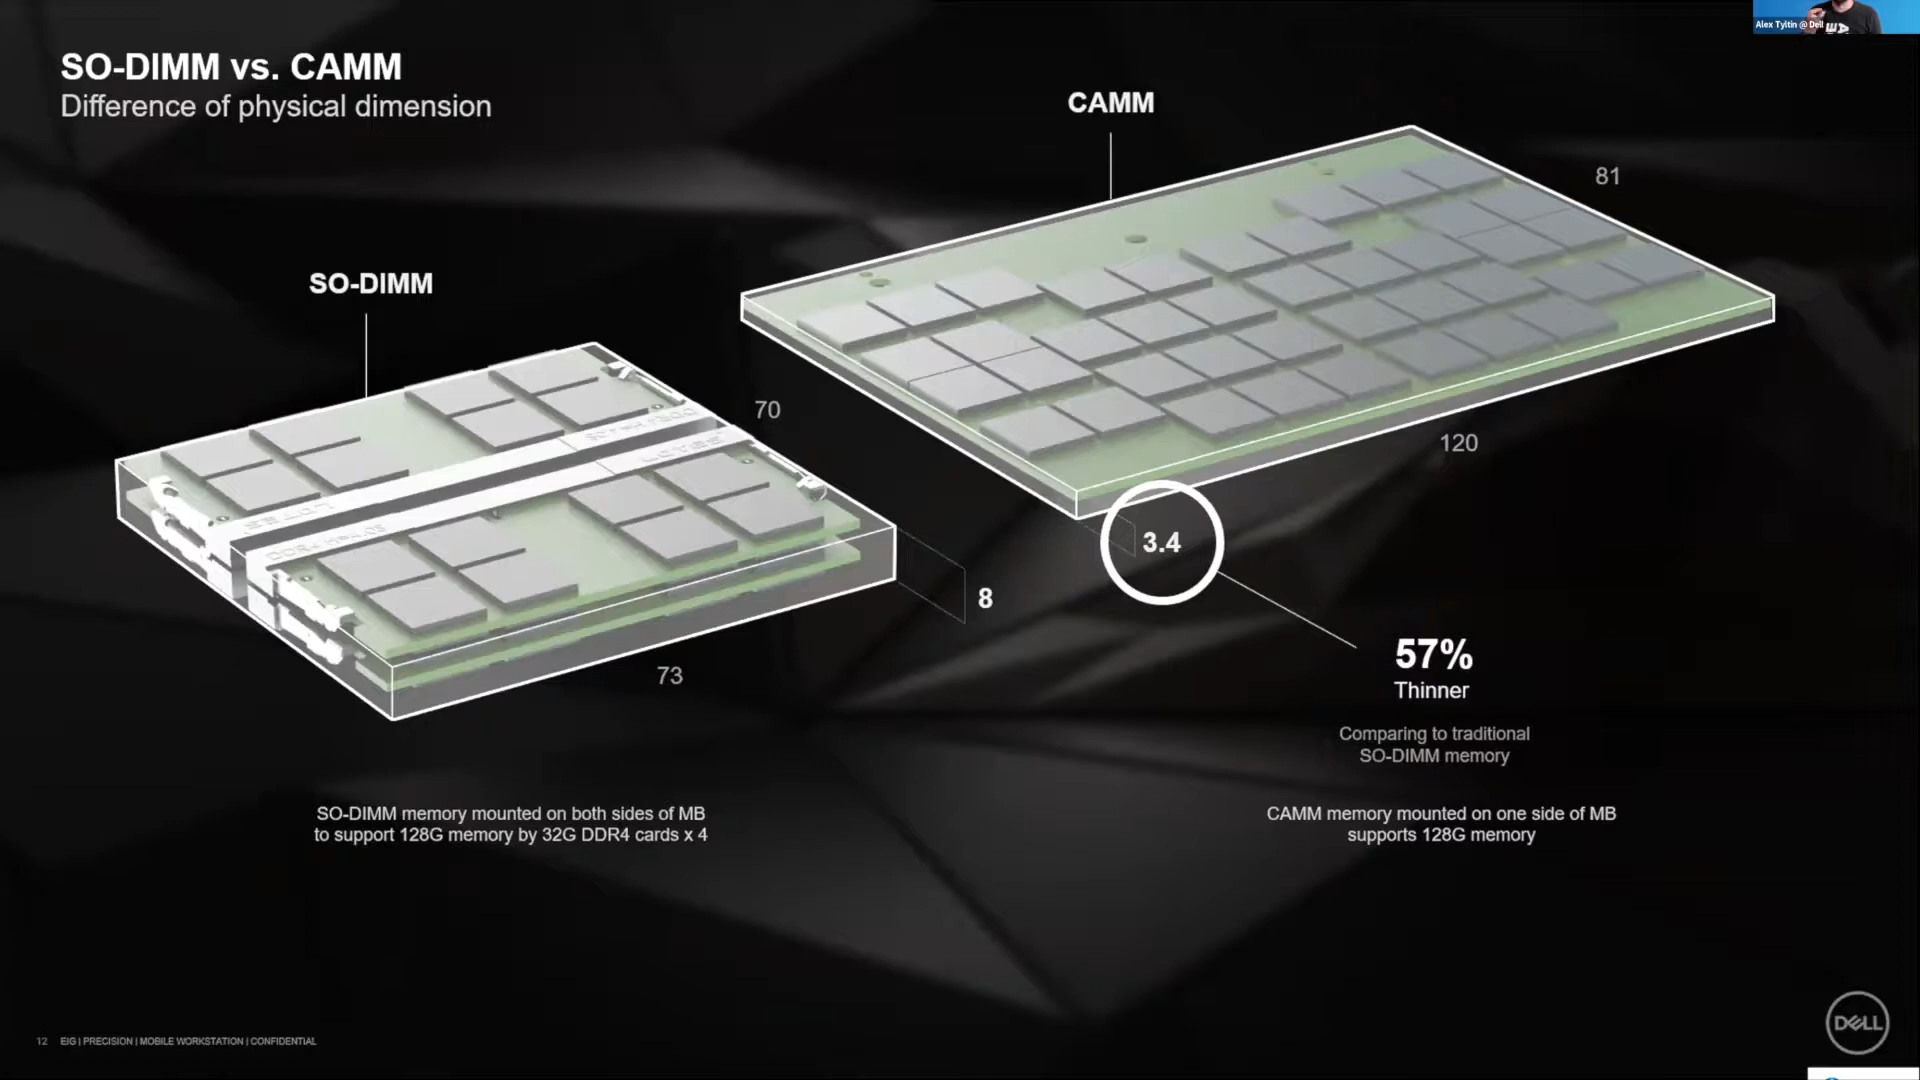 Alex Tyltin @ Dell
SO-DIMM vs. CAMM
Difference of physical dimension
CAMM
81
SO-DIMM
70
120
3.4
8
73
57%
Thinner
Comparing to traditional
SO-DIMM memory
SO-DIMM memory mounted on both sides of MB
to support 128G memory by 32G DDR4 cards x 4
CAMM memory mounted on one side of MB
supports 128G memory
12 EIG | PRECISION | MOBILE WORKSTATION | CONFIDENTIAL
DELL